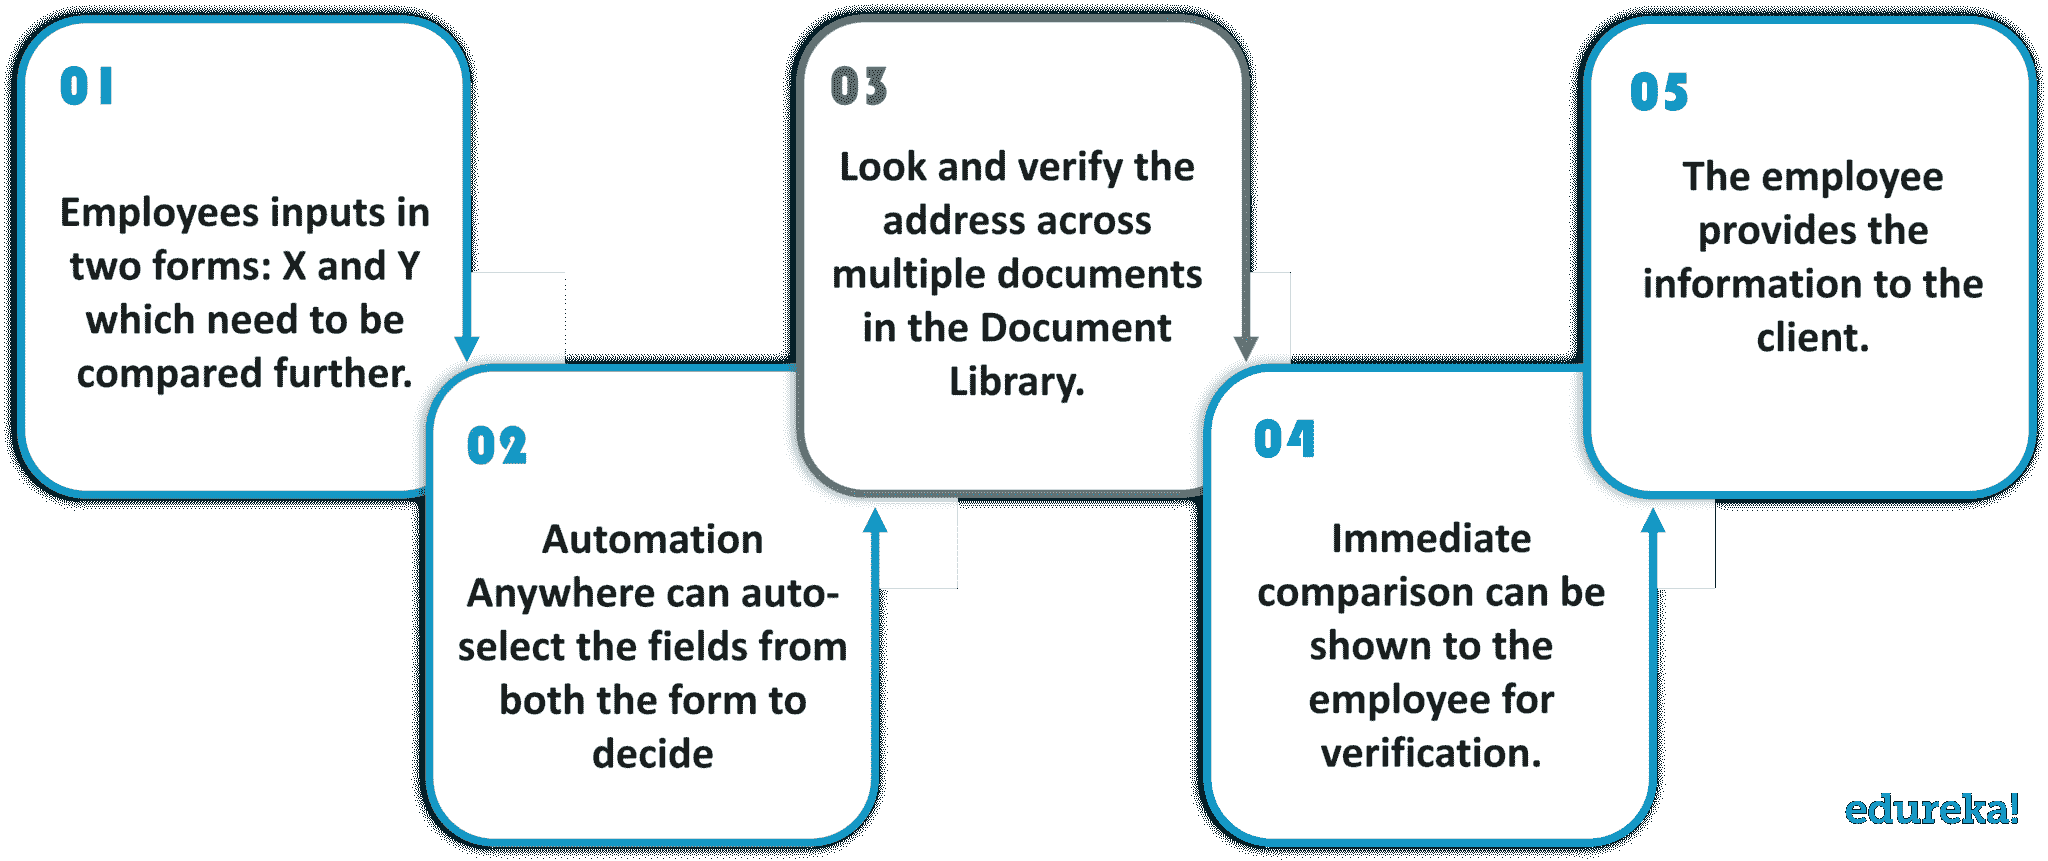 01
Employees inputs in
two forms: X and Y
which need to be
compared further.
02
Automation
Anywhere can auto-
select the fields from
both the form to
decide
03
Look and verify the
address across
multiple documents
in the Document
Library.
04
Immediate
comparison can be
shown to the
employee for
verification.
05
The employee
provides the
information to the
client.
edureka!